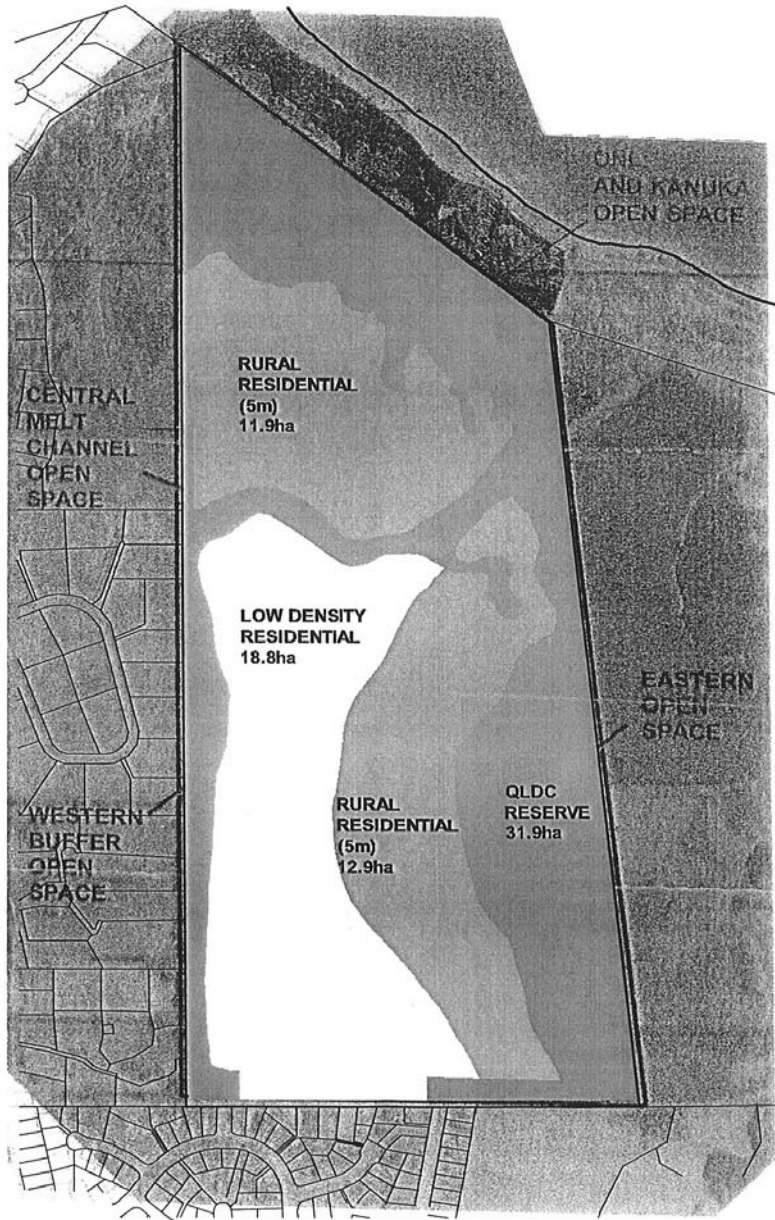 ONL
AND KANUKA
OPEN SPACE
RURAL
RESIDENTIAL
(5m)
11.9ha
CENTRAL
MELT
CHANNEL
OPEN
SPACE
LOW DENSITY
RESIDENTIAL
18.8ha
EASTERN
OPEN
SPACE
RURAL
RESIDENTIAL
(5m)
12.9ha
QLDC
RESERVE
31.9ha
WESTERN
BUFFER
OPEN
SPACE